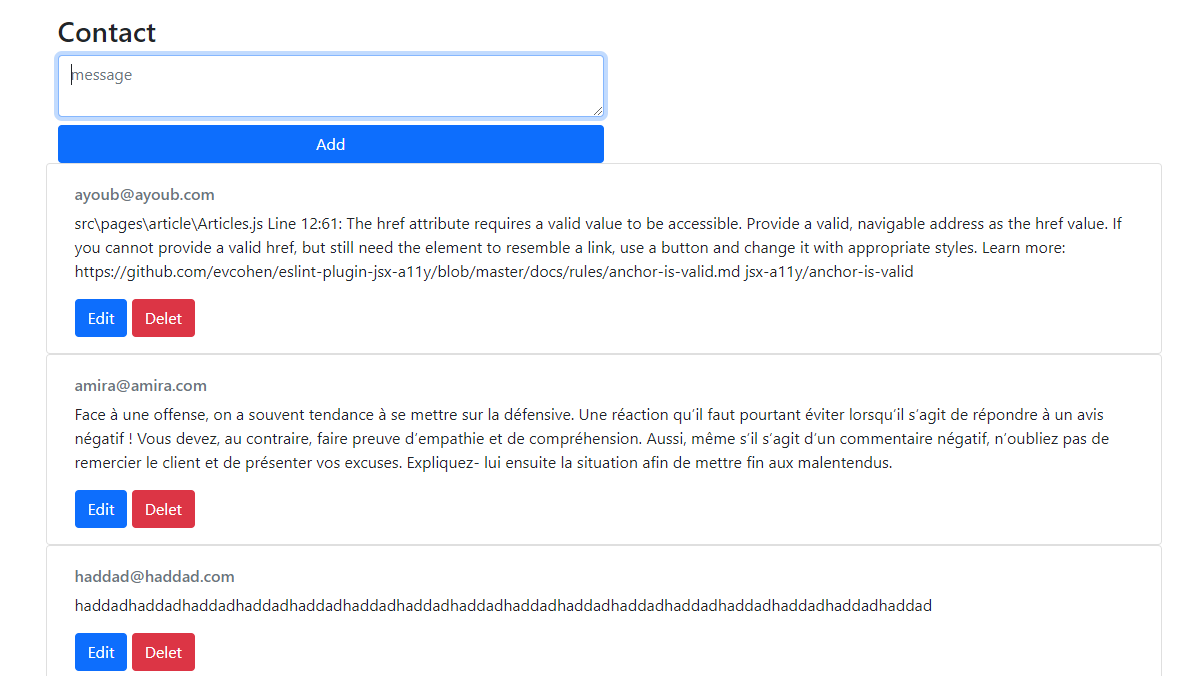 Contact
message
Add
ayoub@ayoub.com
src\pages\article\Articles.js Line 12:61: The href attribute requires a valid value to be accessible. Provide a valid, navigable address as the href value. If
you cannot provide a valid href, but still need the element to resemble a link, use a button and change it with appropriate styles. Learn more:
https://github.com/evcohen/eslint-plugin-jsx-a11y/blob/master/docs/rules/anchor-is-valid.md jsx-a11y/anchor-is-valid
Edit Delet
amira@amira.com
Face à une offense, on a souvent tendance à se mettre sur la défensive. Une réaction qu’il faut pourtant éviter lorsqu’il s’agit de répondre à un avis
négatif ! Vous devez, au contraire, faire preuve d’empathie et de compréhension. Aussi, même s’il s’agit d’un commentaire négatif, n’oubliez pas de
remercier le client et de présenter vos excuses. Expliquez- lui ensuite la situation afin de mettre fin aux malentendus.
Edit Delet
haddad@haddad.com
haddadhaddadhaddadhaddadhaddadhaddadhaddadhaddadhaddadhaddadhaddadhaddadhaddadhaddadhaddadhaddad
Edit Delet